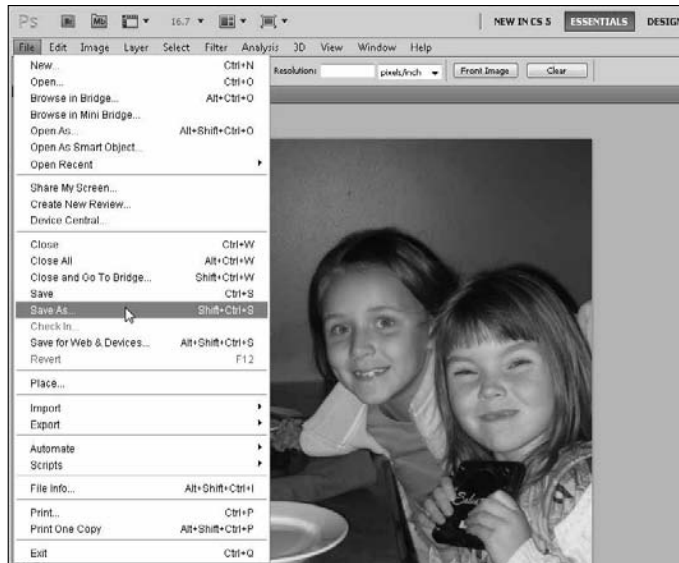 Ps Br Mb 16.7 NEW IN CS 5 ESSENTIALS DESIGN
File Edit Image Layer Select Filter Analysis 3D View Window Help
Resolution: pixels/inch Front Image Clear
New... Ctrl+N
Open... Ctrl+O
Browse in Bridge... Alt+Ctrl+O
Browse in Mini Bridge...
Open As... Alt+Shift+Ctrl+O
Open As Smart Object...
Open Recent
Share My Screen...
Create New Review...
Device Central...
Close Ctrl+W
Close All Alt+Ctrl+W
Close and Go To Bridge... Shift+Ctrl+W
Save Ctrl+S
Save As... Shift+Ctrl+S
Check In...
Save for Web & Devices... Alt+Shift+Ctrl+S
Revert F12
Place...
Import
Export
Automate
Scripts
File Info... Alt+Shift+Ctrl+I
Print... Ctrl+P
Print One Copy Alt+Shift+Ctrl+P
Exit Ctrl+Q